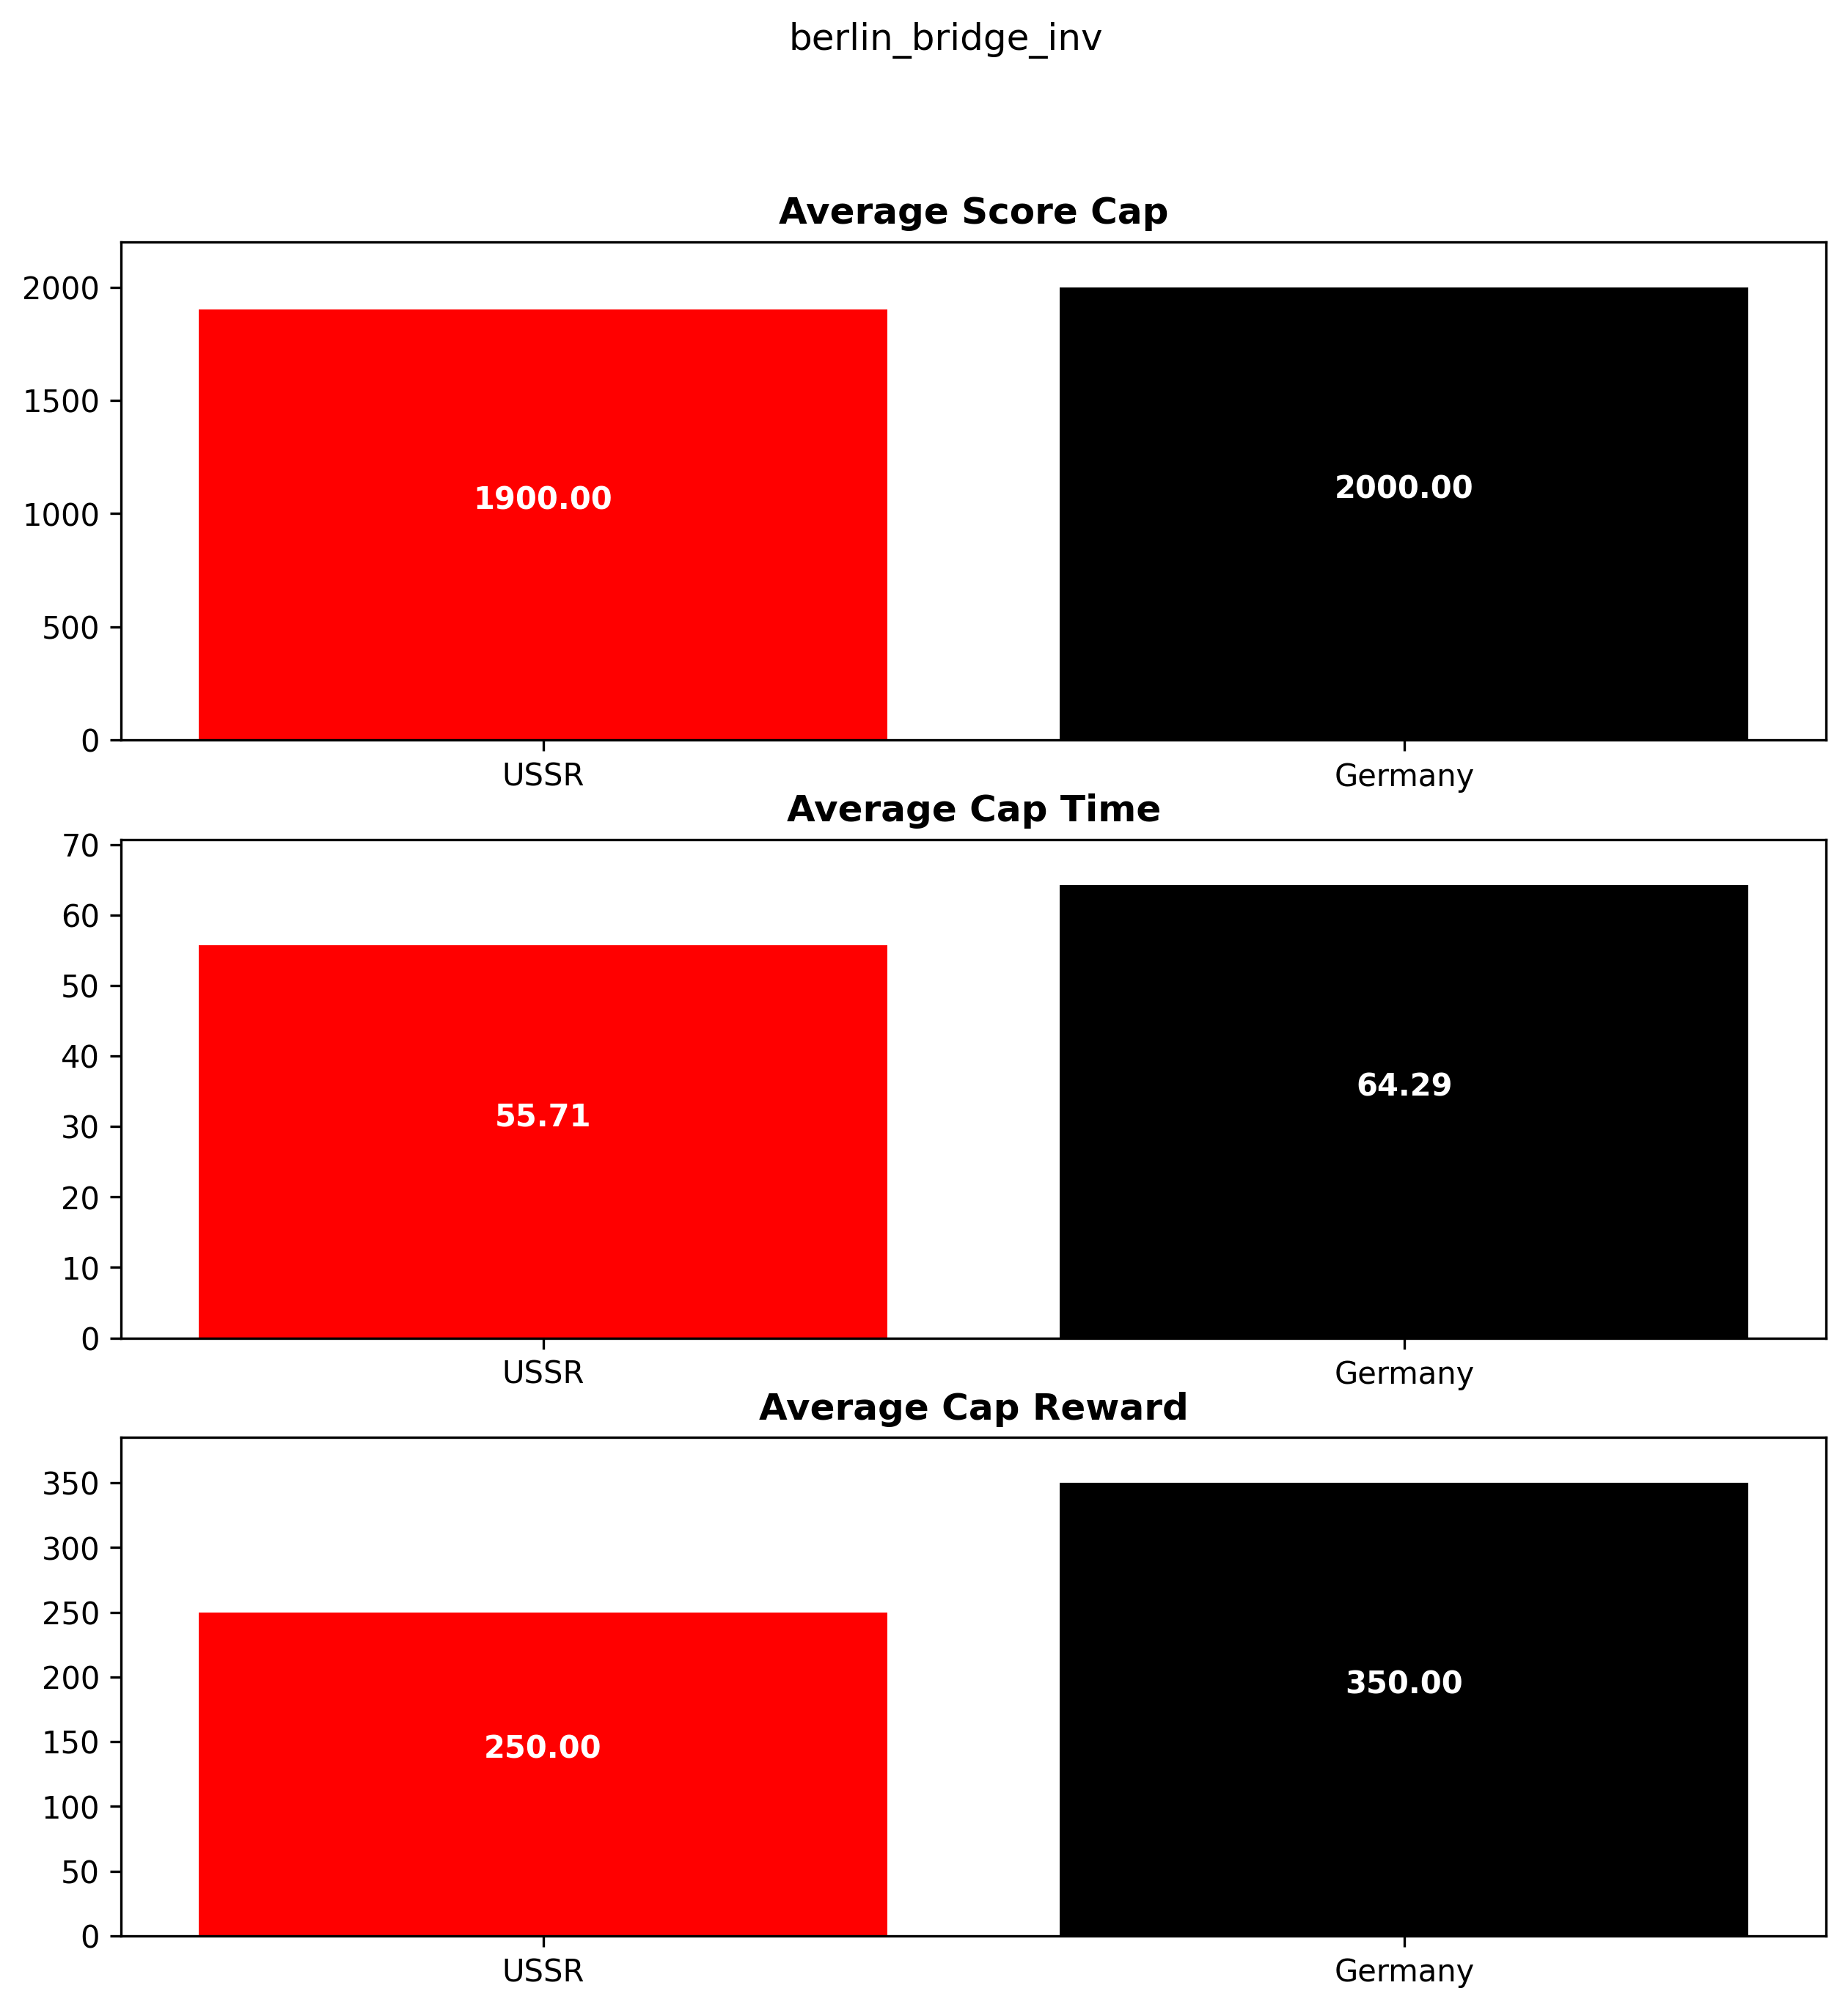 berlin_bridge_inv
Average Score Cap
2000
1500
1000
500
0
1900.00
2000.00
USSR
Germany
Average Cap Time
70
60
50
40
30
20
10
0
55.71
64.29
USSR
Germany
Average Cap Reward
350
300
250
200
150
100
50
0
250.00
350.00
USSR
Germany